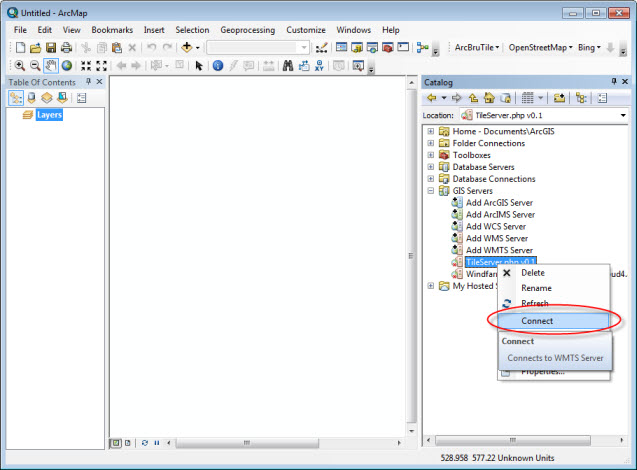 Untitled - ArcMap
File Edit View Bookmarks Insert Selection Geoprocessing Customize Windows Help
ArcBruTile OpenStreetMap Bing
Table Of Contents
Layers
Catalog
Location: TileServer.php v0.1
Home - Documents\ArcGIS
Folder Connections
Toolboxes
Database Servers
Database Connections
GIS Servers
Add ArcGIS Server
Add ArcIMS Server
Add WCS Server
Add WMS Server
Add WMTS Server
TileServer.php v0.1
Windfar
ud4.
My Hosted S
Delete
Rename
Refresh
Connect
Connect
Connects to WMTS Server
Properties...
528.958 577.22 Unknown Units